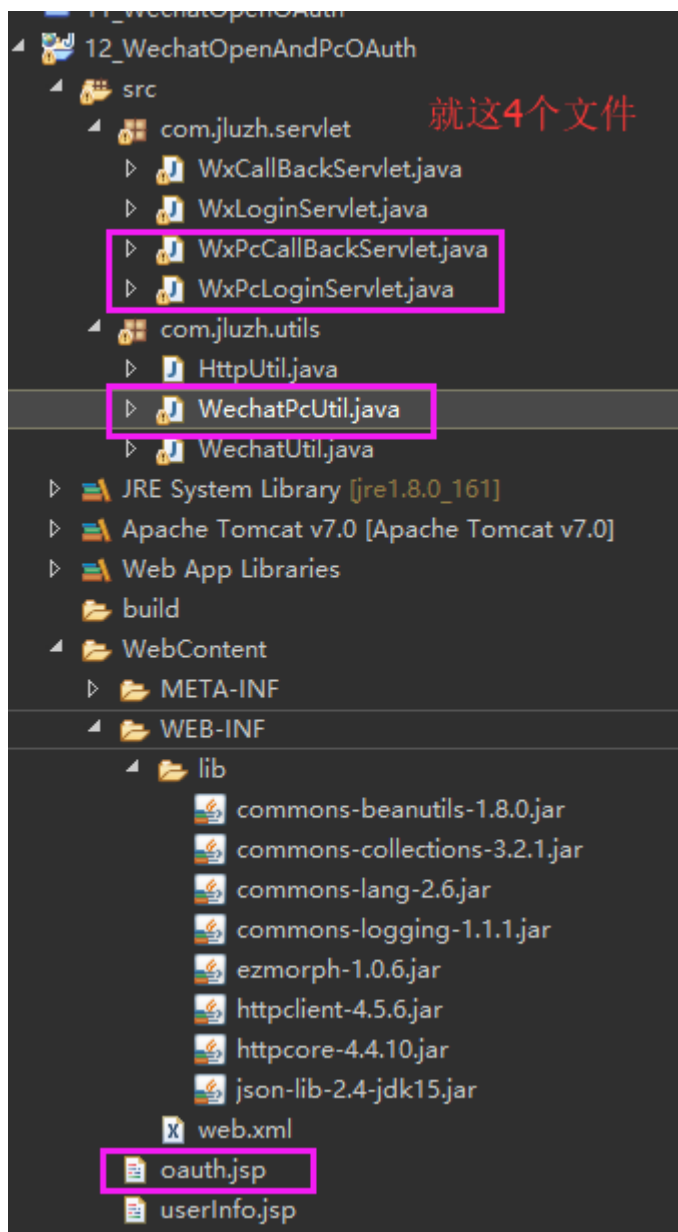 11_WechatOpenOAuth
12_WechatOpenAndPcOAuth
src
就这4个文件
com.jluzh.servlet
WxCallBackServlet.java
WxLoginServlet.java
WxPcCallBackServlet.java
WxPcLoginServlet.java
com.jluzh.utils
HttpUtil.java
WechatPcUtil.java
WechatUtil.java
JRE System Library [jre1.8.0_161]
Apache Tomcat v7.0 [Apache Tomcat v7.0]
Web App Libraries
build
WebContent
META-INF
WEB-INF
lib
commons-beanutils-1.8.0.jar
commons-collections-3.2.1.jar
commons-lang-2.6.jar
commons-logging-1.1.1.jar
ezmorph-1.0.6.jar
httpclient-4.5.6.jar
httpcore-4.4.10.jar
json-lib-2.4-jdk15.jar
web.xml
oauth.jsp
userInfo.jsp